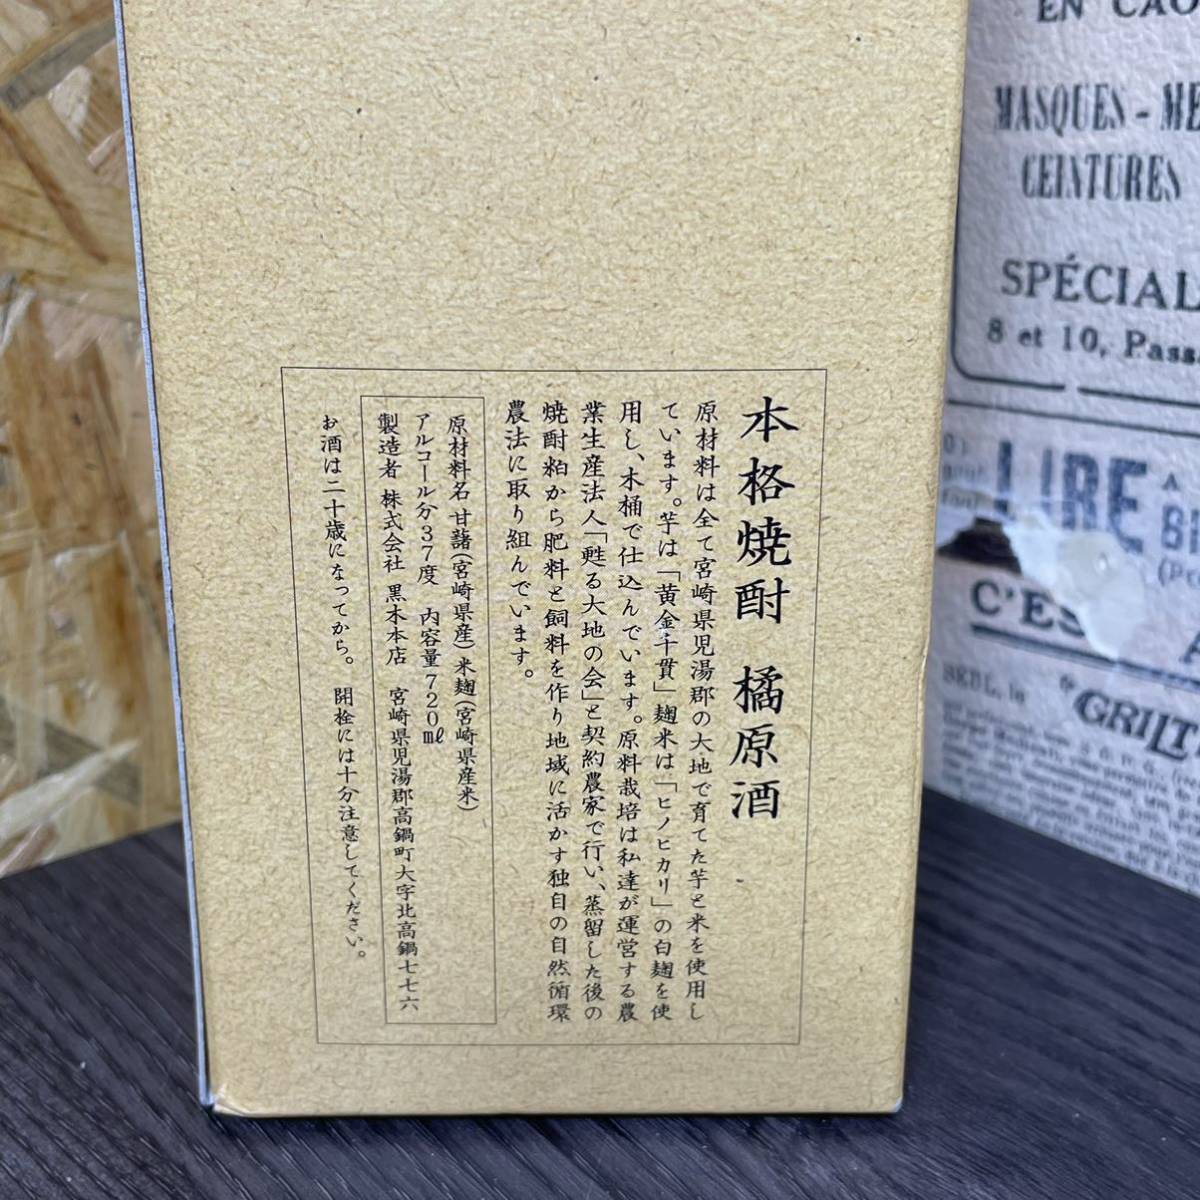 本格焼酎 橘原酒
原材料は全て宮崎県児湯郡の大地で育てた芋と米を使用し
ています。芋は「黄金千貫」麹米は「ヒノヒカリ」の白麹を使
用し、木桶で仕込んでいます。原料栽培は私達が運営する農
業生産法人「甦る大地の会」と契約農家で行い、蒸留した後の
焼酎粕から肥料と飼料を作り地域に活かす独自の自然循環
農法に取り組んでいます。
原材料名 甘藷(宮崎県産)米麹(宮崎県産米)
アルコール分37度 内容量720㎖
製造者 株式会社 黒木本店 宮崎県児湯郡高鍋町大字北高鍋七七六
お酒は二十歳になってから。 開栓には十分注意してください。
EN CAO
MASQUES - ME
CEINTURES
SPÉCIAL
8 et 10, Pass
LIBRE
C'ES
GRILT